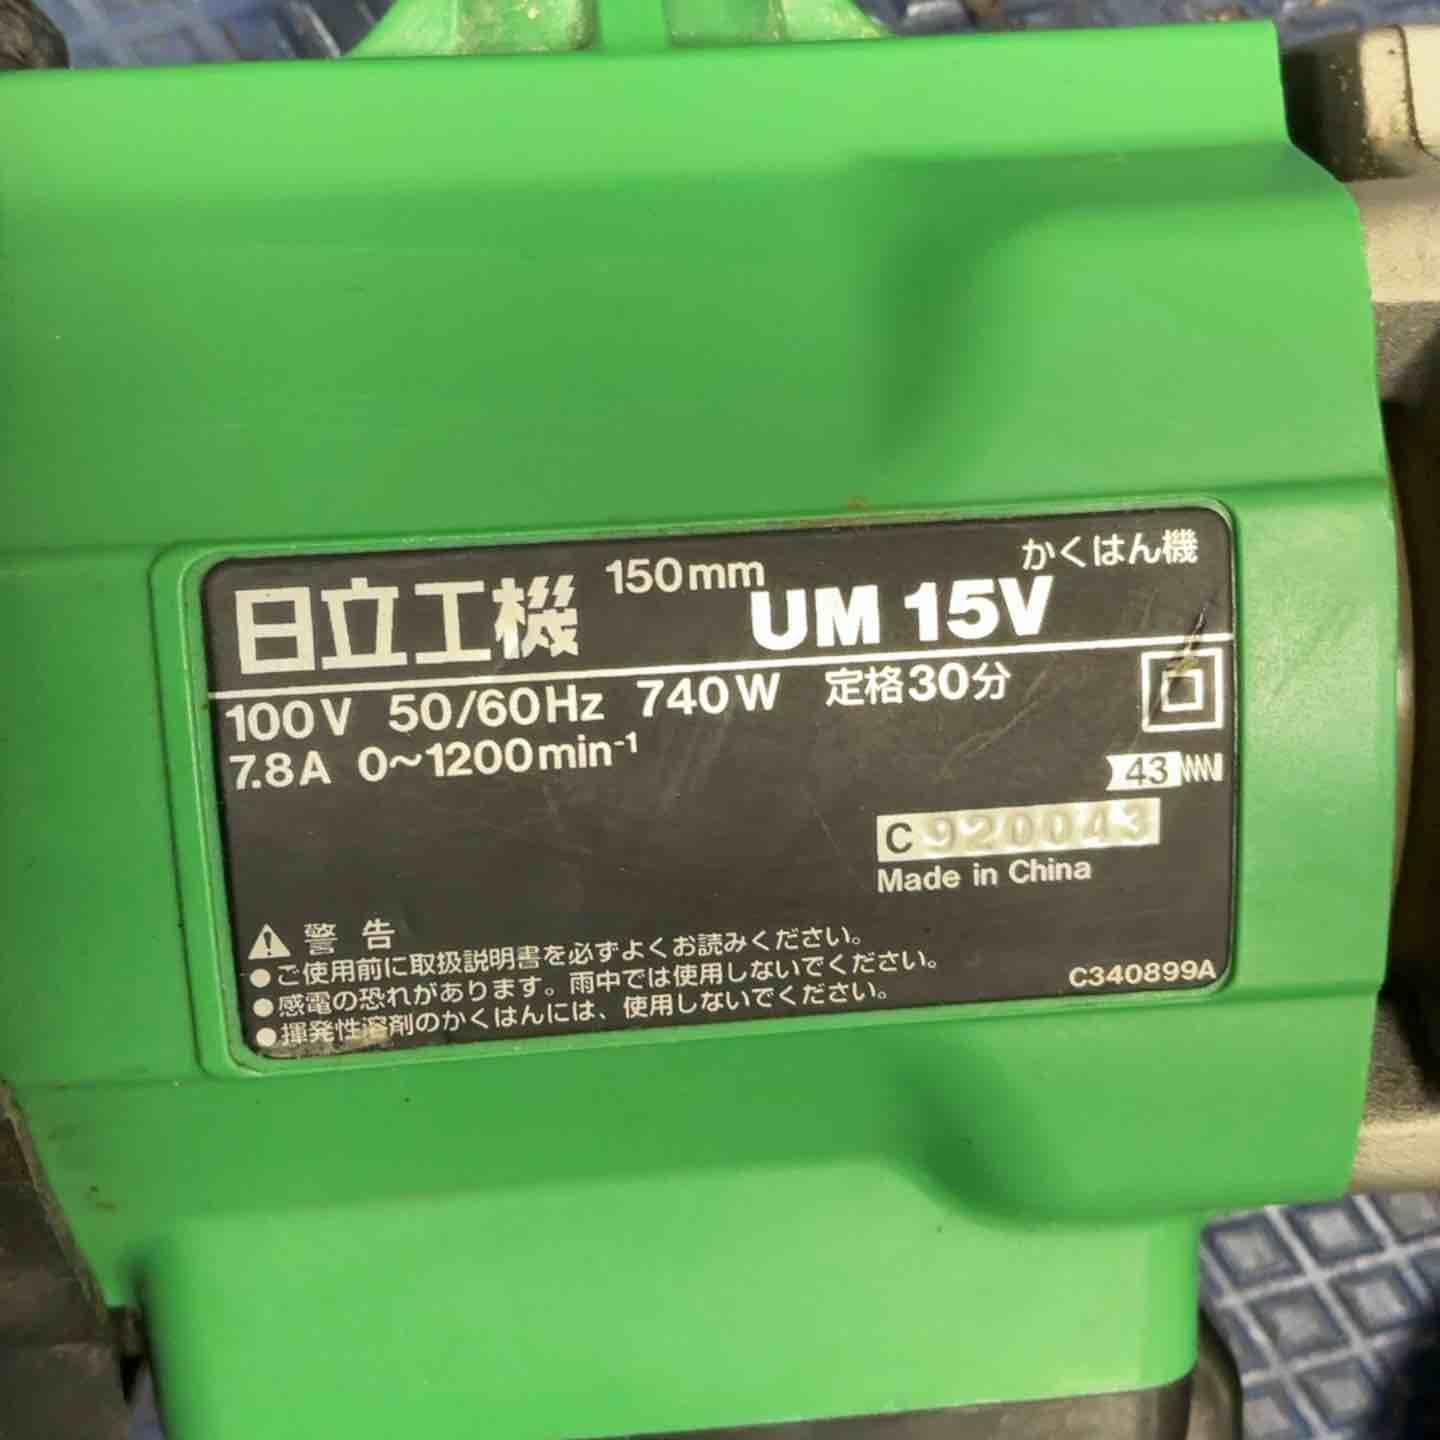 日立工機 150mm UM 15V かくはん機
100V 50/60Hz 740W 定格30分
7.8A 0~1200min⁻¹
43
C 920043
Made in China
警告
●ご使用前に取扱説明書を必ずよくお読みください。
●感電の恐れがあります。雨中では使用しないでください。
●揮発性溶剤のかくはんには、使用しないでください。
C340899A